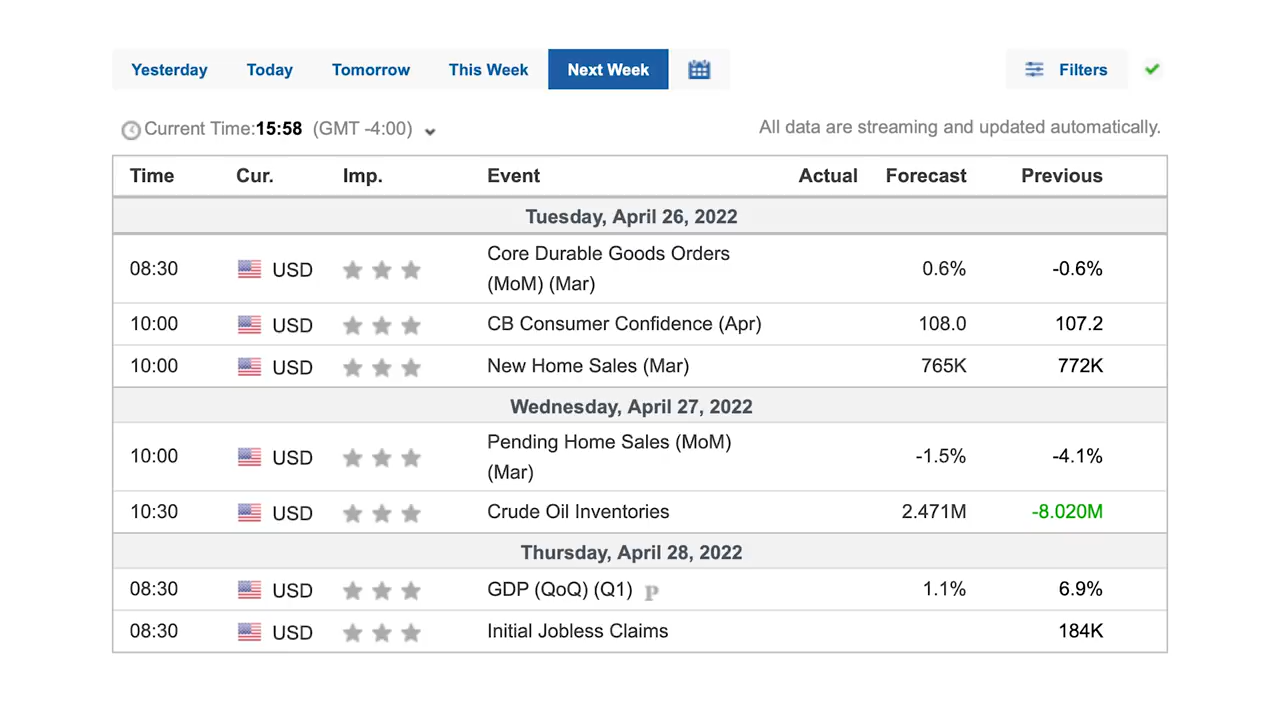 Yesterday Today Tomorrow This Week Next Week Filters
Current Time:15:58 (GMT -4:00) All data are streaming and updated automatically.
Time Cur. Imp. Event Actual Forecast Previous
Tuesday, April 26, 2022
08:30 USD Core Durable Goods Orders 0.6% -0.6%
(MoM) (Mar)
10:00 USD CB Consumer Confidence (Apr) 108.0 107.2
10:00 USD New Home Sales (Mar) 765K 772K
Wednesday, April 27, 2022
10:00 USD Pending Home Sales (MoM) -1.5% -4.1%
(Mar)
10:30 USD Crude Oil Inventories 2.471M -8.020M
Thursday, April 28, 2022
08:30 USD GDP (QoQ) (Q1) P 1.1% 6.9%
08:30 USD Initial Jobless Claims 184K